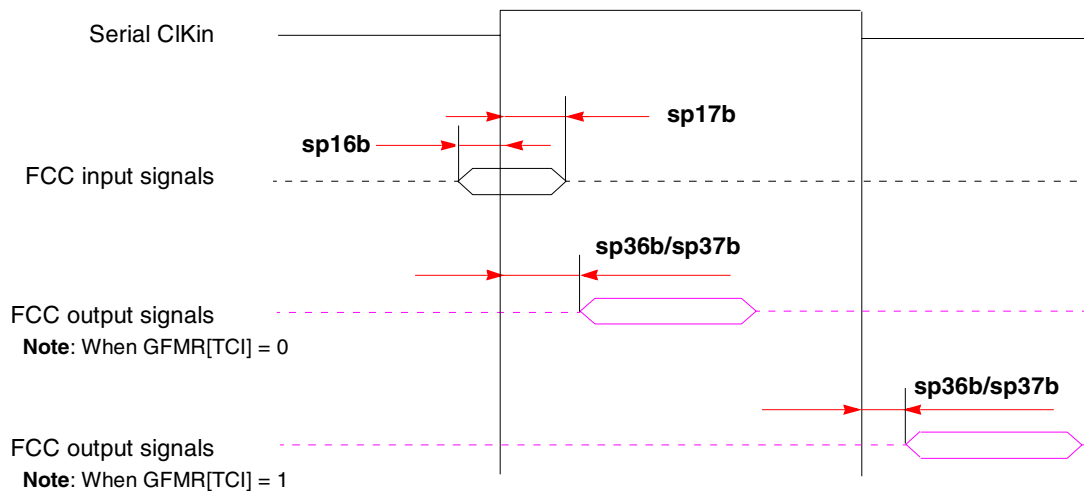 Serial ClKin
sp17b
sp16b
FCC input signals
sp36b/sp37b
FCC output signals
Note: When GFMR[TCI] = 0
sp36b/sp37b
FCC output signals
Note: When GFMR[TCI] = 1